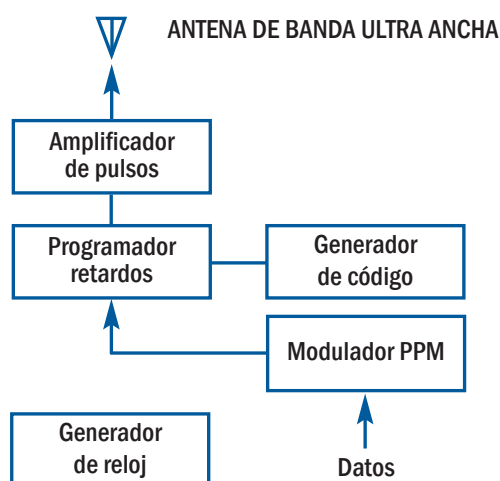 ANTENA DE BANDA ULTRA ANCHA
Amplificador
de pulsos
Programador
retardos
Generador
de código
Modulador PPM
Generador
de reloj
Datos